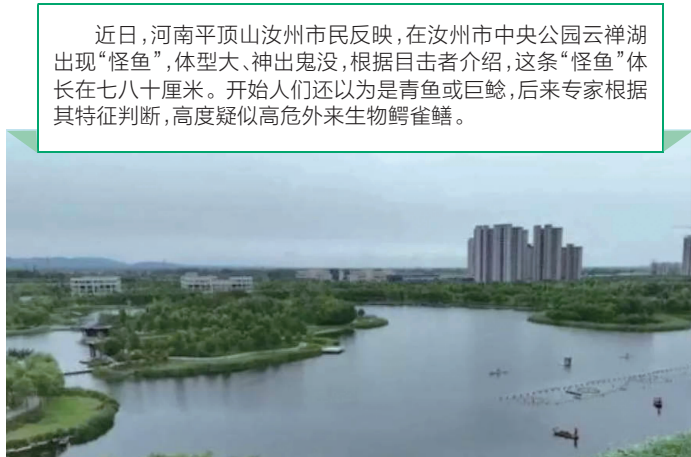 近日,河南平顶山汝州市民反映,在汝州市中央公园云禅湖
出现“怪鱼”,体型大、神出鬼没,根据目击者介绍,这条“怪鱼”体
长在七八十厘米。开始人们还以为是青鱼或巨鲶,后来专家根据
其特征判断,高度疑似高危外来生物鳄雀鳝。